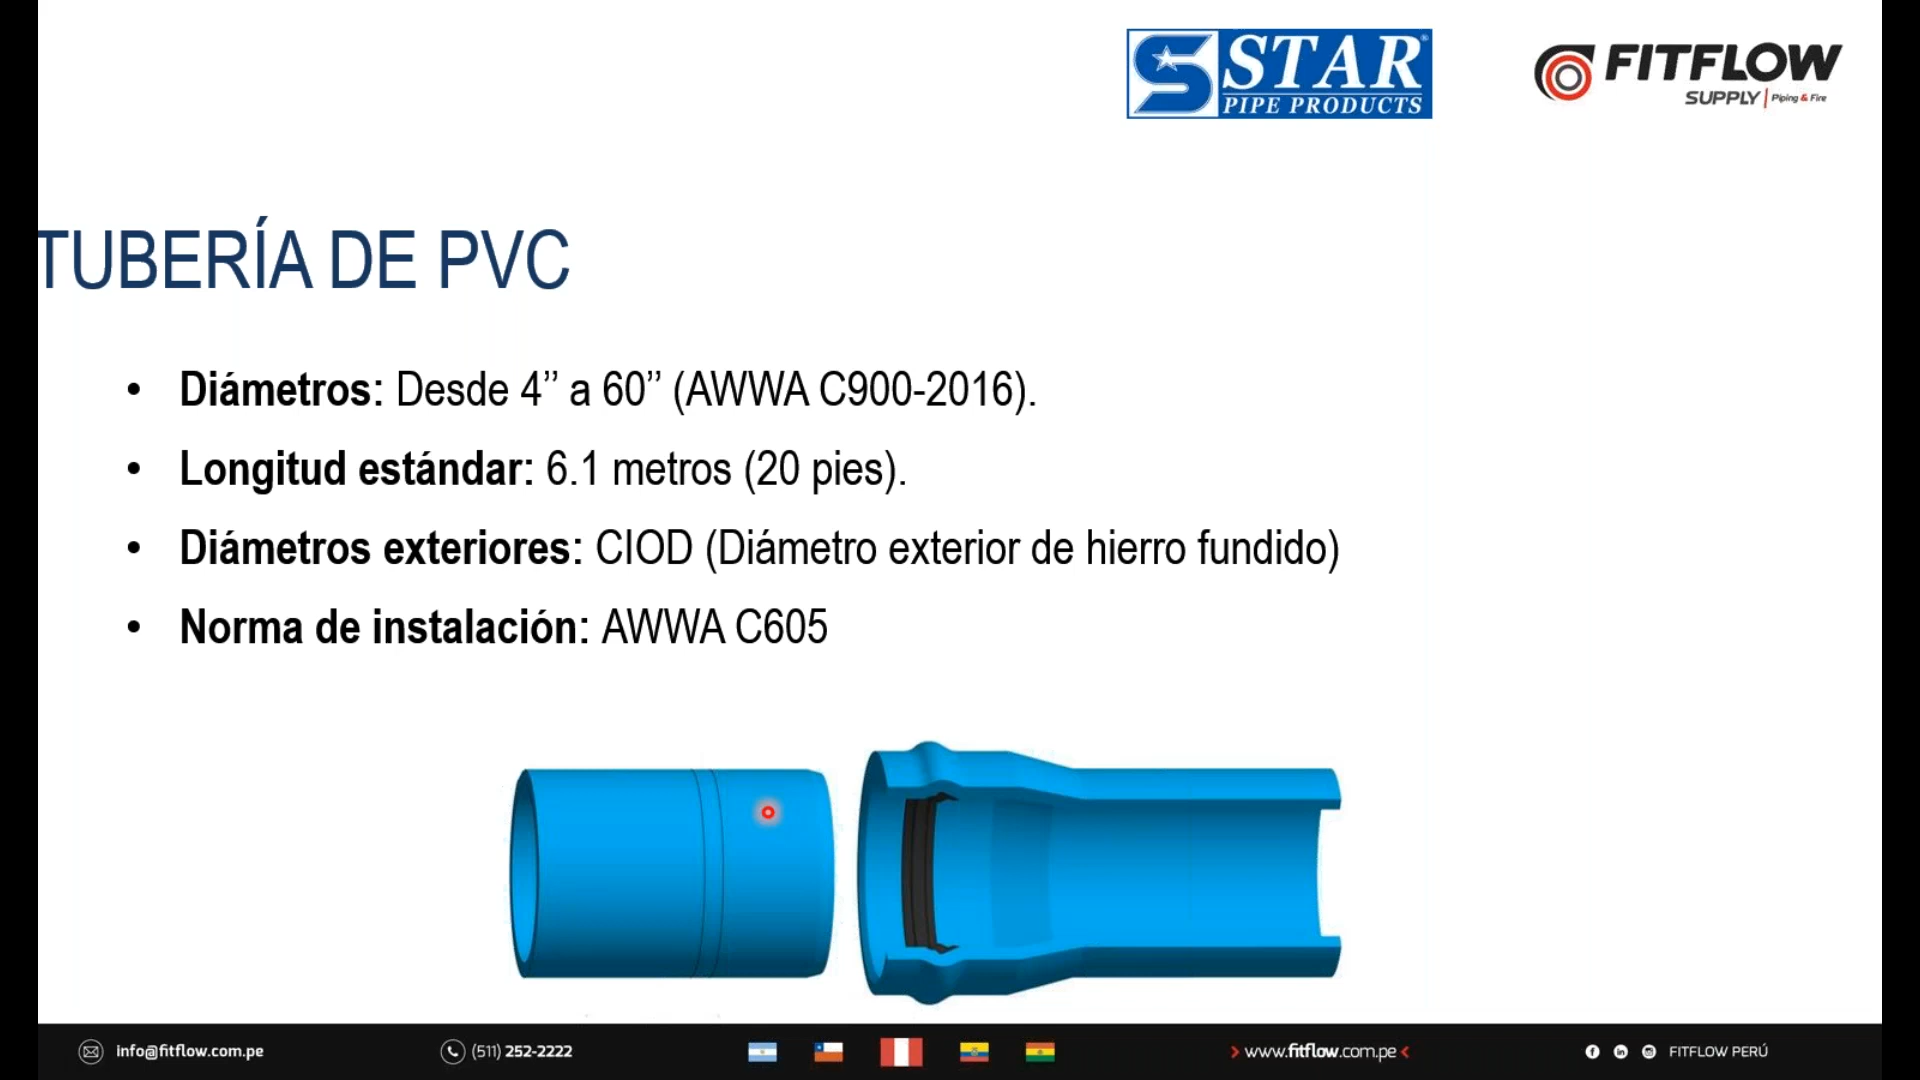 STAR
PIPE PRODUCTS
FITFLOW
SUPPLY | Piping & Fire
TUBERÍA DE PVC
• Diámetros: Desde 4’’ a 60’’ (AWWA C900-2016).
• Longitud estándar: 6.1 metros (20 pies).
• Diámetros exteriores: CIOD (Diámetro exterior de hierro fundido)
• Norma de instalación: AWWA C605
info@fitflow.com.pe
(511) 252-2222
www.fitflow.com.pe
FITFLOW PERÚ